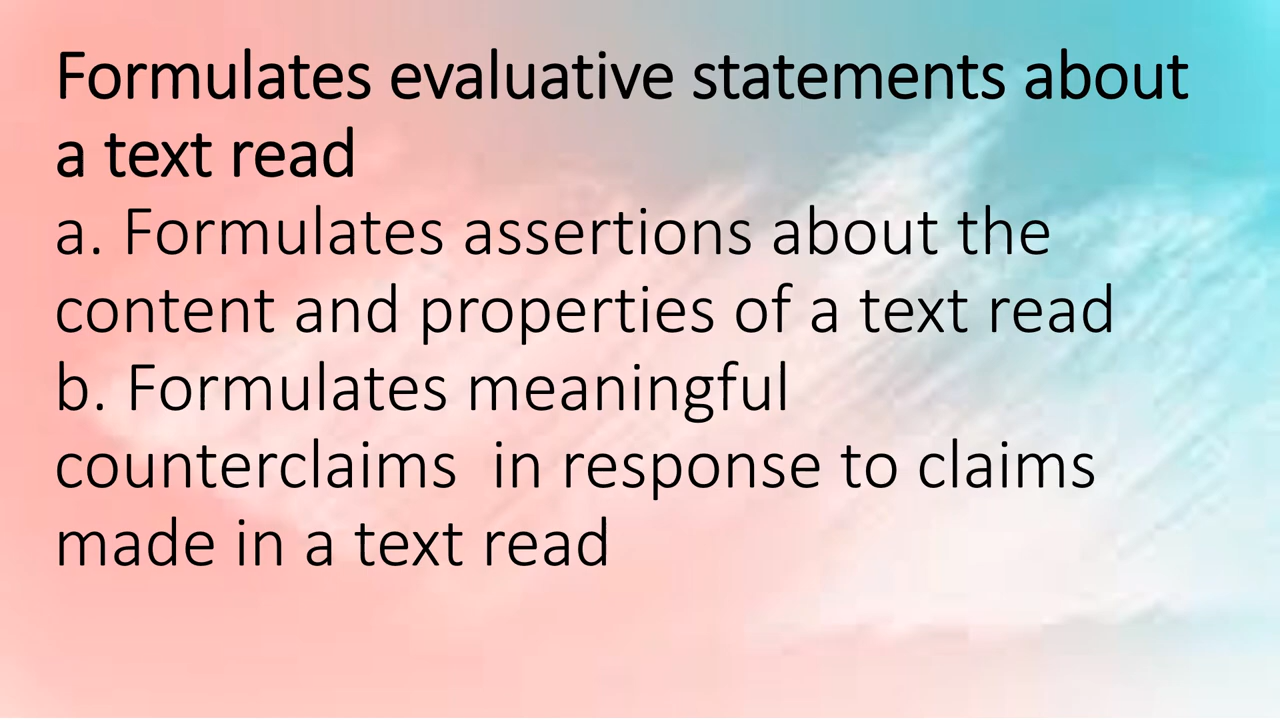 Formulates evaluative statements about
a text read
a. Formulates assertions about the
content and properties of a text read
b. Formulates meaningful
counterclaims  in response to claims
made in a text read